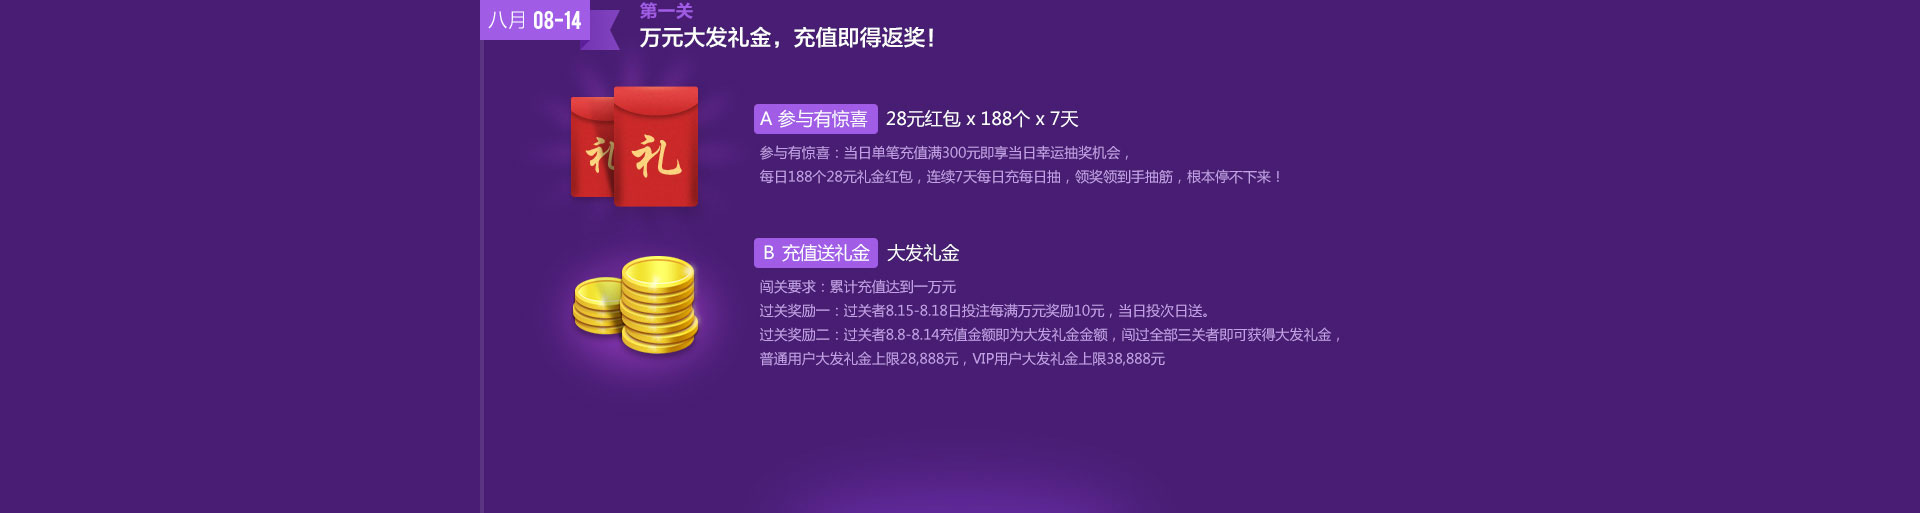 八月 08-14
第一关
万元大发礼金，充值即得返奖！
礼
礼
A 参与有惊喜 28元红包 x 188个 x 7天
参与有惊喜：当日单笔充值满300元即享当日幸运抽奖机会，
每日188个28元礼金红包，连续7天每日充每日抽，领奖领到手抽筋，根本停不下来！
B 充值送礼金 大发礼金
闯关要求：累计充值达到一万元
过关奖励一：过关者8.15-8.18日投注每满万元奖励10元，当日投次日送。
过关奖励二：过关者8.8-8.14充值金额即为大发礼金金额，闯过全部三关者即可获得大发礼金，
普通用户大发礼金上限28,888元，VIP用户大发礼金上限38,888元